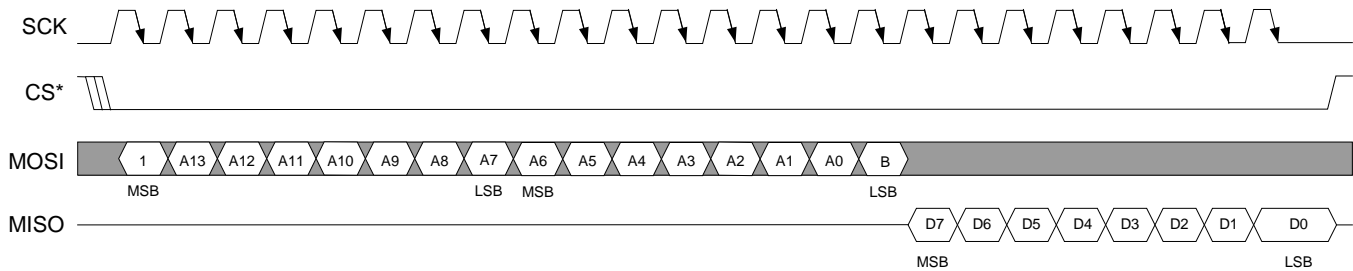 SCK
CS*
MOSI 1 A13 A12 A11 A10 A9 A8 A7 A6 A5 A4 A3 A2 A1 A0 B
MSB LSB MSB LSB
MISO D7 D6 D5 D4 D3 D2 D1 D0
MSB LSB